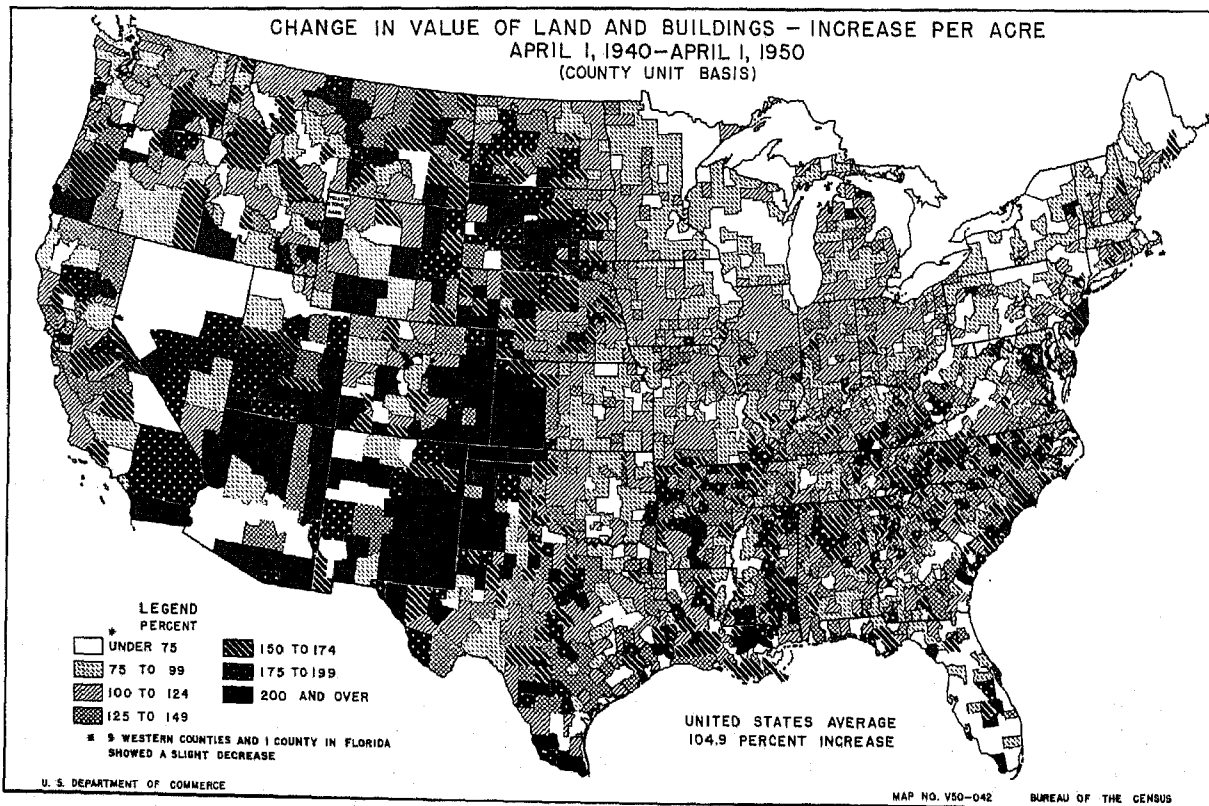 CHANGE IN VALUE OF LAND AND BUILDINGS – INCREASE PER ACRE
APRIL 1, 1940–APRIL 1, 1950
(COUNTY UNIT BASIS)
PARK
LEGEND
PERCENT
* UNDER 75
75 TO 99
100 TO 124
125 TO 149
150 TO 174
175 TO 199
200 AND OVER
* 9 WESTERN COUNTIES AND 1 COUNTY IN FLORIDA
SHOWED A SLIGHT DECREASE
UNITED STATES AVERAGE
104.9 PERCENT INCREASE
U. S. DEPARTMENT OF COMMERCE
MAP NO. V50-042
BUREAU OF THE CENSUS